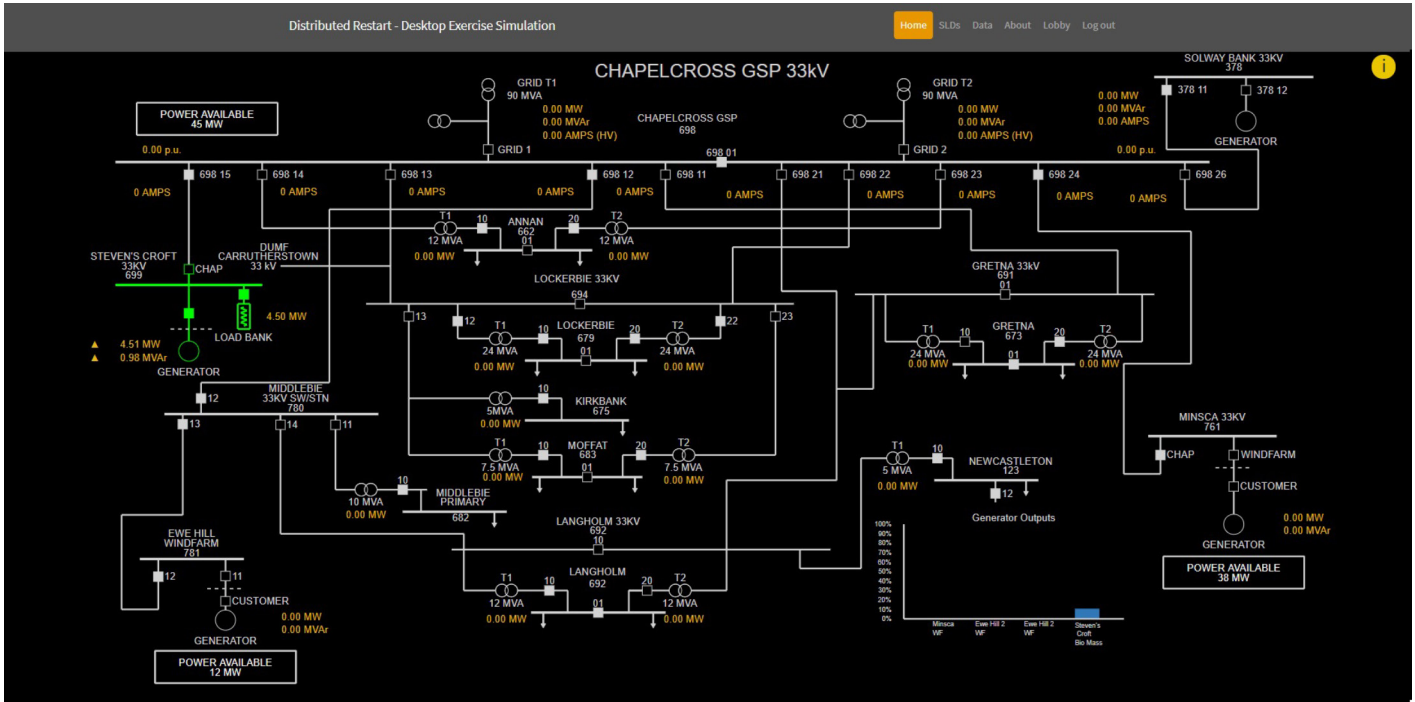 Distributed Restart - Desktop Exercise Simulation
Home SLDs Data About Lobby Log out
CHAPELCROSS GSP 33kV
i
SOLWAY BANK 33KV
378
378 11
378 12
GENERATOR
0.00 MW
0.00 MVAr
0.00 AMPS
POWER AVAILABLE
45 MW
GRID T1
90 MVA
0.00 MW
0.00 MVAr
0.00 AMPS (HV)
GRID 1
CHAPELCROSS GSP
698
GRID T2
90 MVA
0.00 MW
0.00 MVAr
0.00 AMPS (HV)
GRID 2
0.00 p.u.
698 01
0.00 p.u.
698 15
698 14
698 13
698 12
698 11
698 21
698 22
698 23
698 24
698 26
0 AMPS
0 AMPS
0 AMPS
0 AMPS
0 AMPS
0 AMPS
0 AMPS
0 AMPS
0 AMPS
0 AMPS
T1
10
ANNAN
662
01
20
T2
12 MVA
12 MVA
0.00 MW
0.00 MW
STEVEN'S CROFT
33KV
699
CHAP
DUMF
CARRUTHERSTOWN
33 kV
4.50 MW
LOAD BANK
▲ 4.51 MW
▲ 0.98 MVAr
GENERATOR
LOCKERBIE 33KV
694
13
12
22
23
T1
10
LOCKERBIE
679
01
20
T2
24 MVA
24 MVA
0.00 MW
0.00 MW
10
5MVA
KIRKBANK
675
0.00 MW
T1
10
MOFFAT
683
01
20
T2
7.5 MVA
7.5 MVA
0.00 MW
0.00 MW
GRETNA 33kV
691
01
T1
10
GRETNA
673
01
20
T2
24 MVA
24 MVA
0.00 MW
0.00 MW
12
MIDDLEBIE
33KV SW/STN
780
13
14
11
10
10 MVA
MIDDLEBIE
PRIMARY
682
0.00 MW
MINSCA 33KV
761
CHAP
WINDFARM
CUSTOMER
GENERATOR
0.00 MW
0.00 MVAr
POWER AVAILABLE
38 MW
T1
10
5 MVA
NEWCASTLETON
123
12
0.00 MW
LANGHOLM 33KV
692
10
T1
10
LANGHOLM
692
01
20
T2
12 MVA
12 MVA
0.00 MW
0.00 MW
EWE HILL
WINDFARM
781
12
11
CUSTOMER
GENERATOR
0.00 MW
0.00 MVAr
POWER AVAILABLE
12 MW
Generator Outputs
100%
90%
80%
70%
60%
50%
40%
30%
20%
10%
0%
Minsca
WF
Ewe Hill 2
WF
Ewe Hill 2
WF
Steven's
Croft
Bio Mass